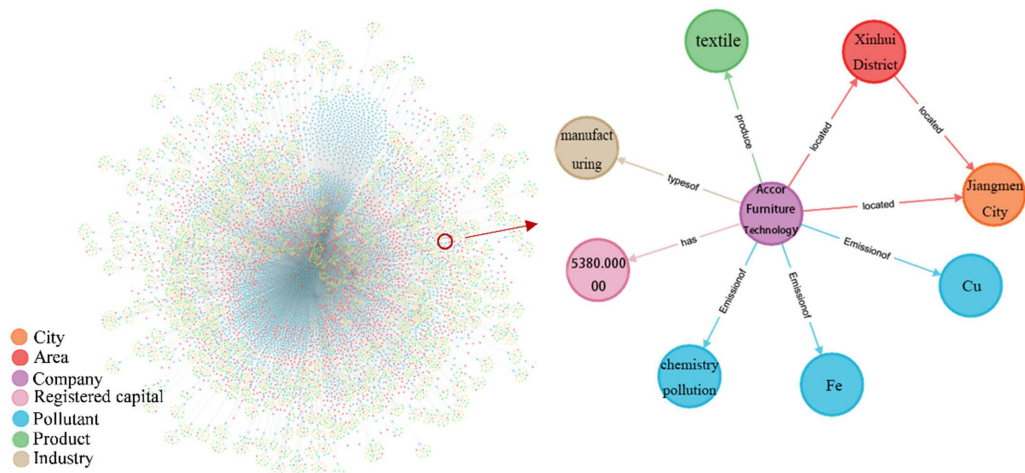 City
Area
Company
Registered capital
Pollutant
Product
Industry
textile
Xinhui
District
produce
located
located
manufact
uring
typesof
Accor
Furniture
Technology
located
Jiangmen
City
has
5380.000
00
Emissionof
Cu
Emissionof
Emissionof
chemistry
pollution
Fe